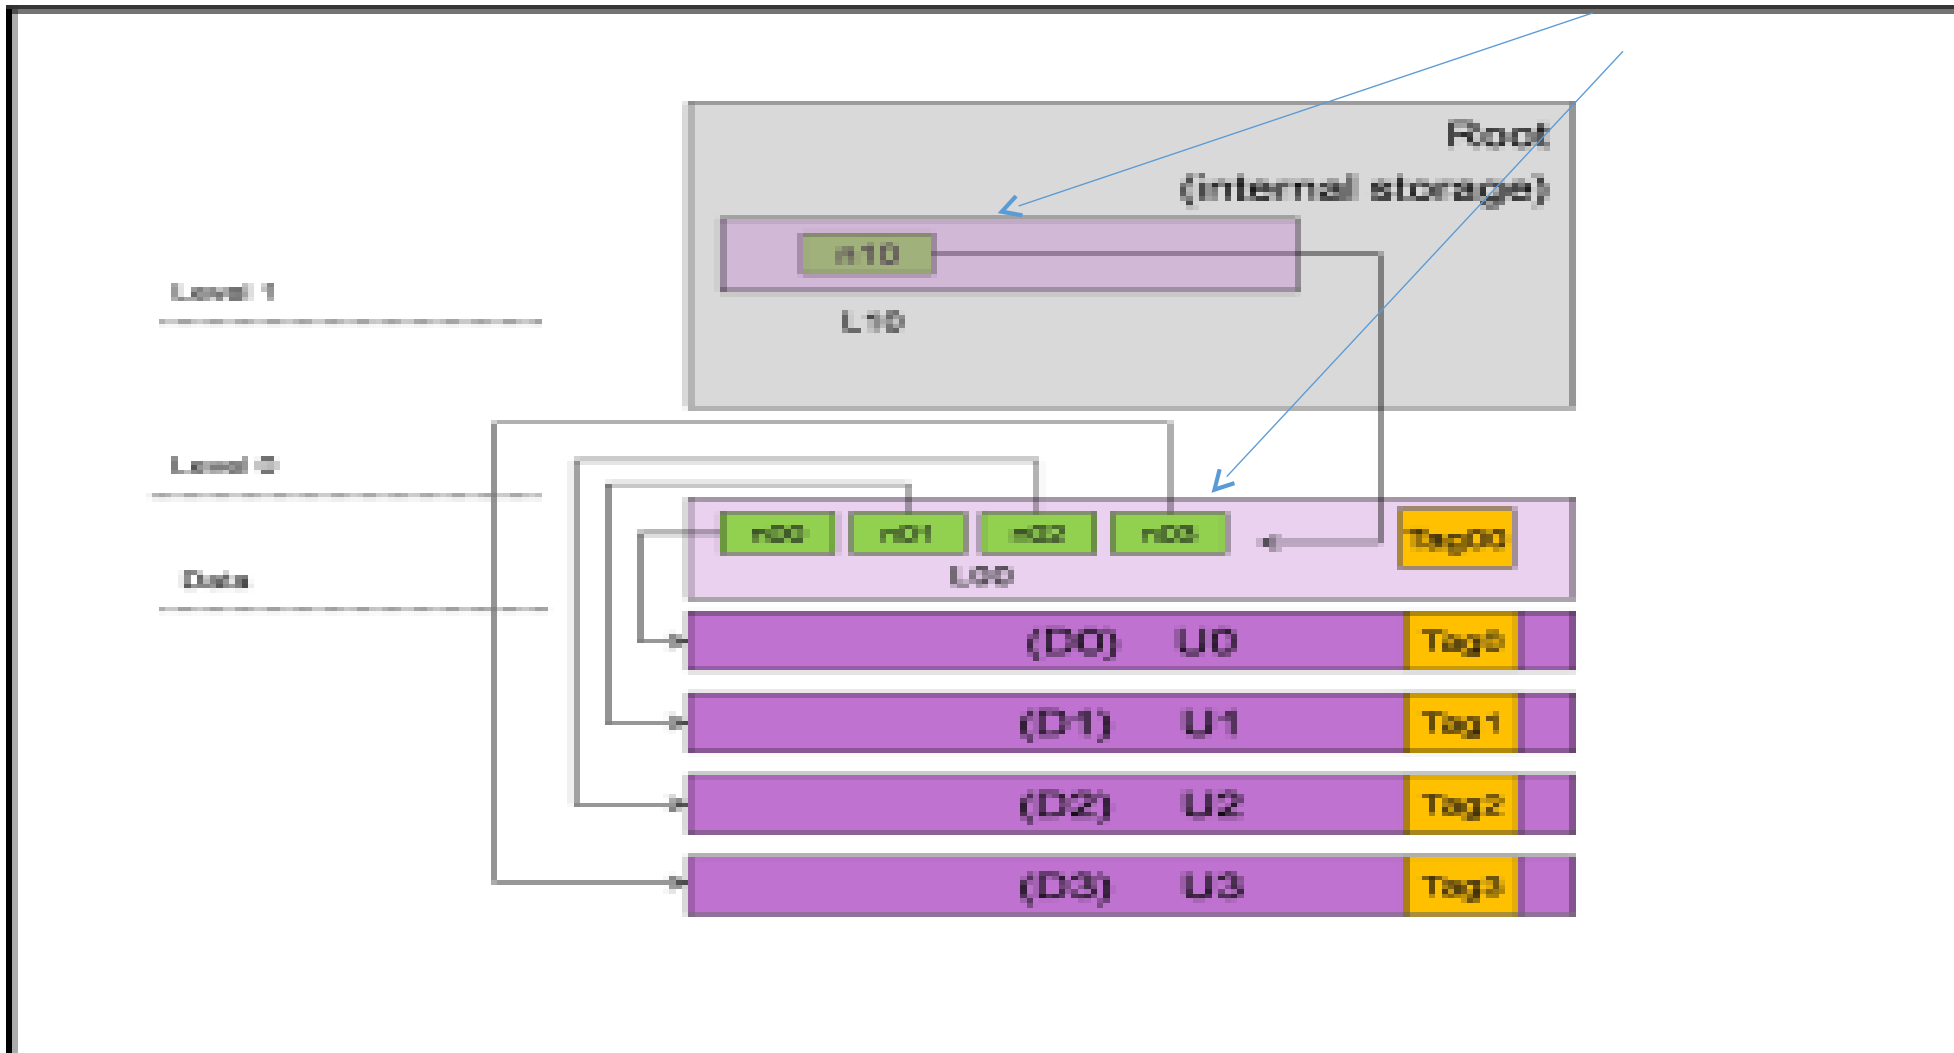 Root
(internal storage)
n10
Level 1
L10
Level 0
n00 n01 n02 n03 Tag00
L00
Data
(D0) U0 Tag0
(D1) U1 Tag1
(D2) U2 Tag2
(D3) U3 Tag3